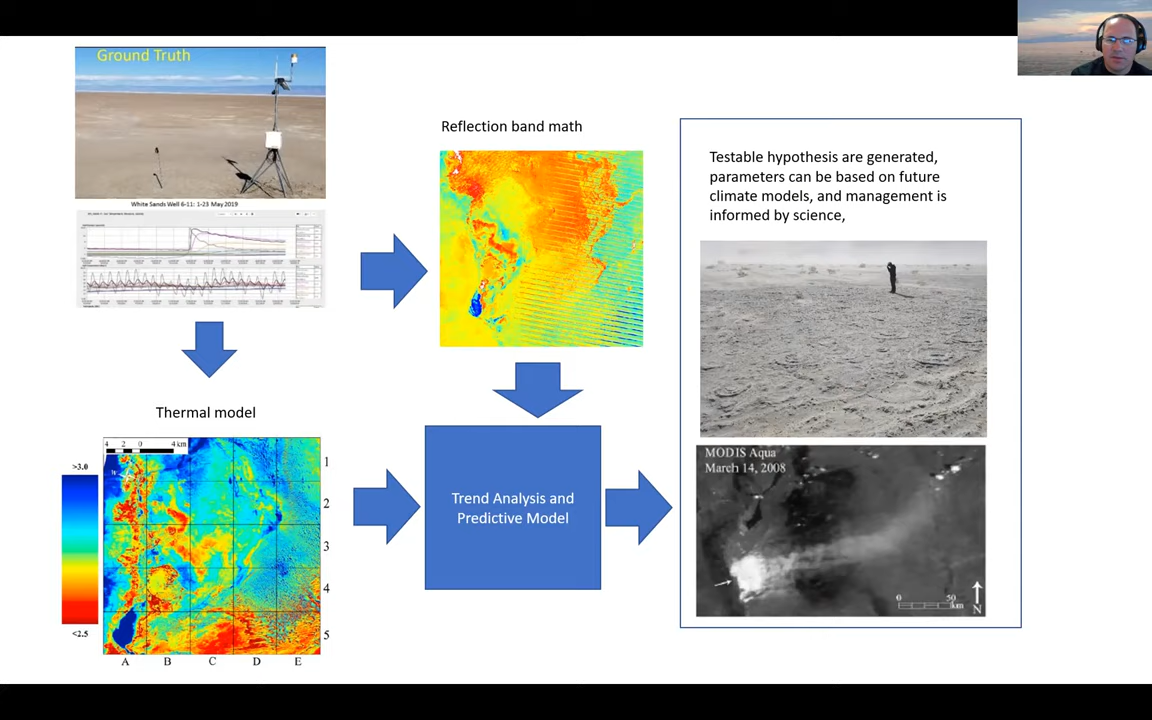 Ground Truth
White Sands Well 6-11: 1-23 May 2019
Reflection band math
Testable hypothesis are generated,
parameters can be based on future
climate models, and management is
informed by science,
Thermal model
4 2 0 4 km
>3.0
<2.5
1
2
3
4
5
A B C D E
Trend Analysis and
Predictive Model
MODIS Aqua
March 14, 2008
0 50
km
N